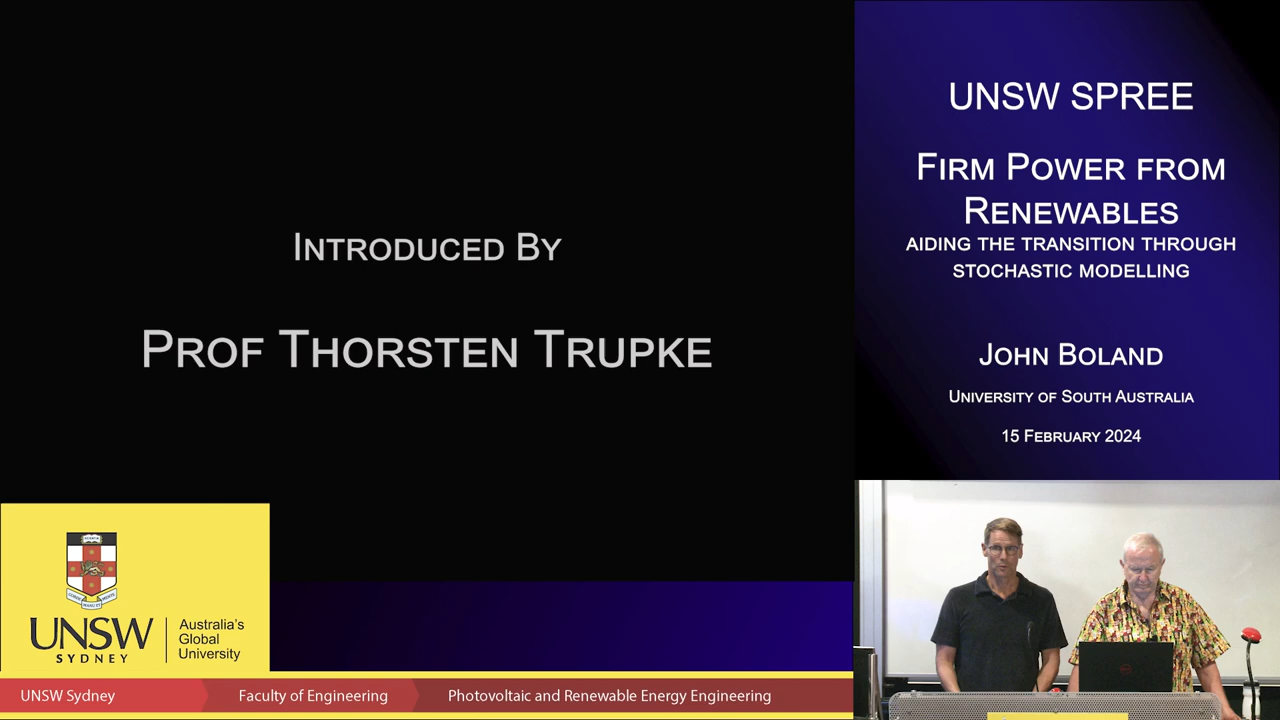 INTRODUCED BY
PROF THORSTEN TRUPKE
UNSW
SYDNEY
Australia's
Global
University
UNSW Sydney
Faculty of Engineering
Photovoltaic and Renewable Energy Engineering
UNSW SPREE
FIRM POWER FROM
RENEWABLES
AIDING THE TRANSITION THROUGH
STOCHASTIC MODELLING
JOHN BOLAND
UNIVERSITY OF SOUTH AUSTRALIA
15 FEBRUARY 2024